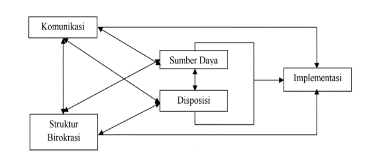 Komunikasi
Sumber Daya
Implementasi
Disposisi
Struktur
Birokrasi